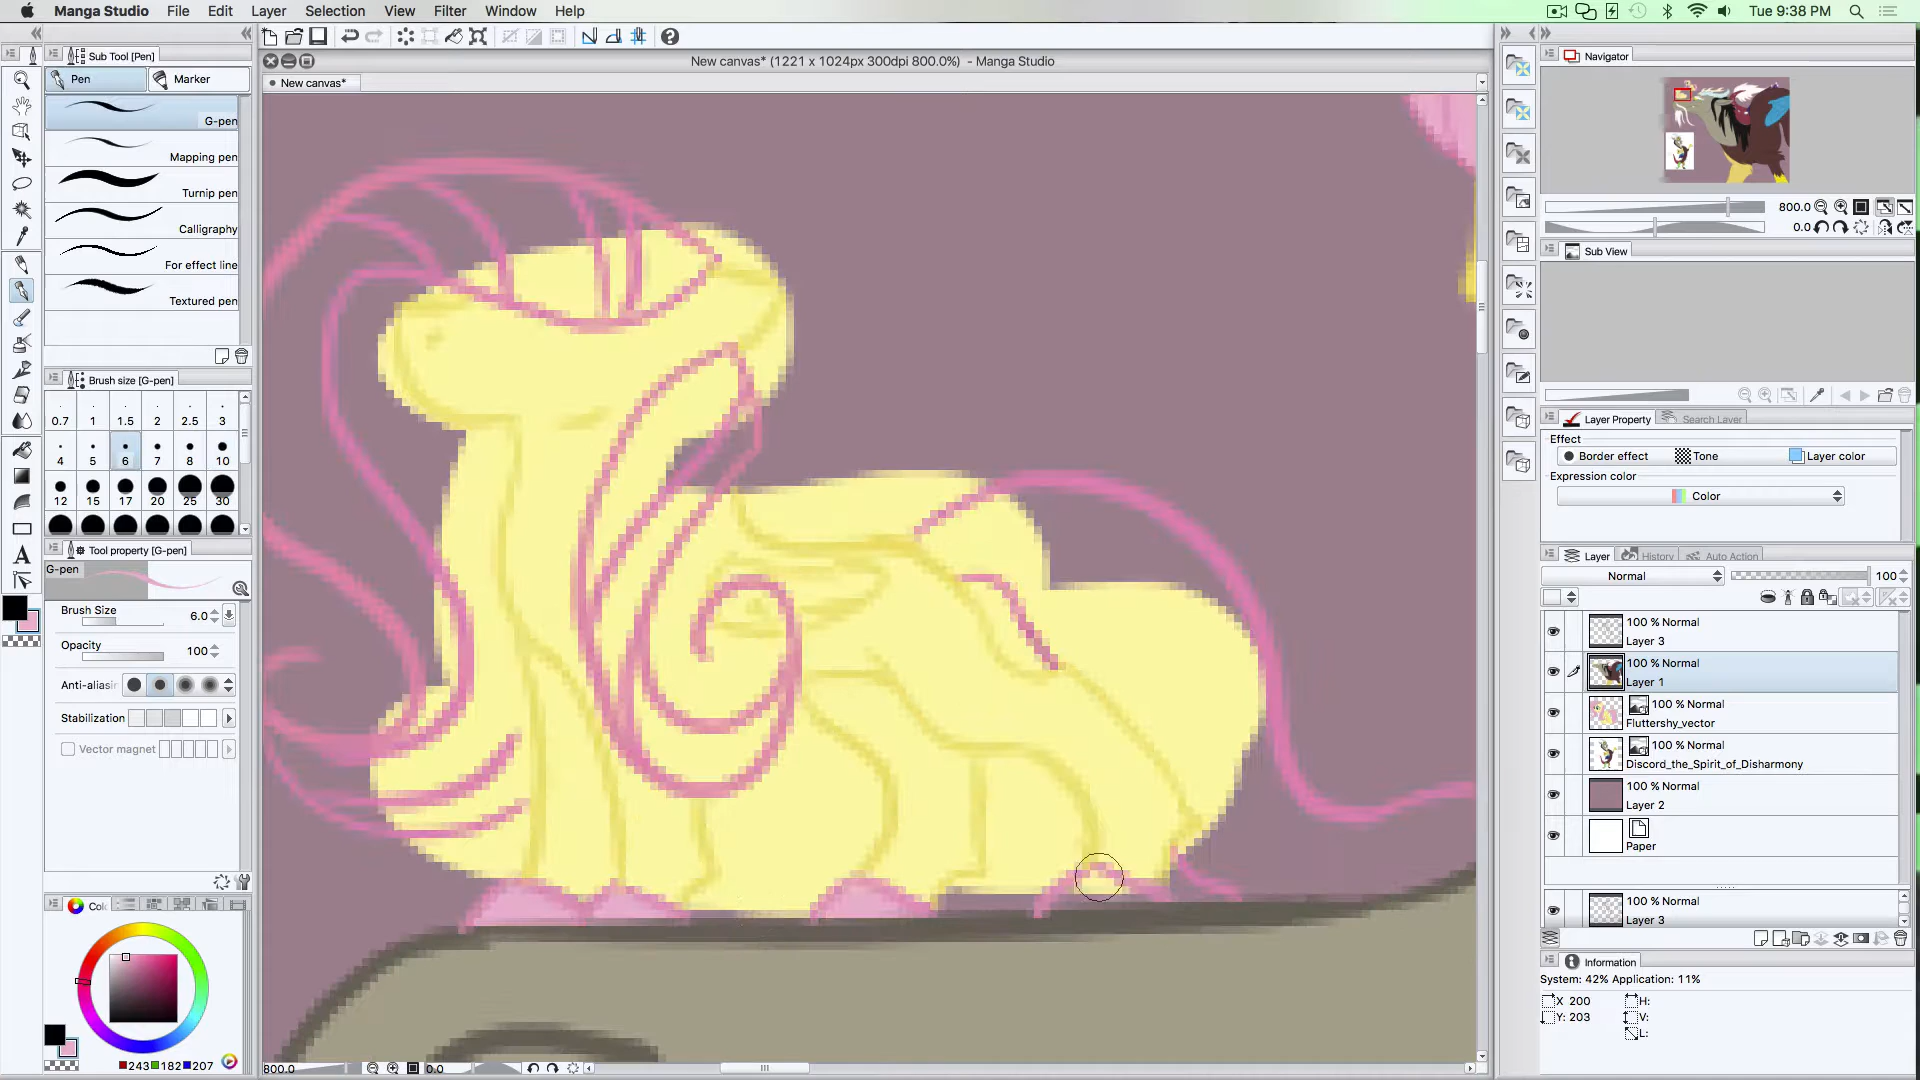 Manga Studio File Edit Layer Selection View Filter Window Help
Tue 9:38 PM
New canvas* (1221 x 1024px 300dpi 800.0%) - Manga Studio
New canvas*
Sub Tool [Pen]
Pen
Marker
G-pen
Mapping pen
Turnip pen
Calligraphy
For effect line
Textured pen
Brush size [G-pen]
0.7 1 1.5 2 2.5 3
4 5 6 7 8 10
12 15 17 20 25 30
Tool property [G-pen]
G-pen
Brush Size 6.0
Opacity 100
Anti-aliasin
Stabilization
Vector magnet
Col
243 182 207
800.0 0.0
Navigator
800.0
0.0
Sub View
Layer Property Search Layer
Effect
Border effect Tone Layer color
Expression color
Color
Layer History Auto Action
Normal 100
100 % Normal
Layer 3
100 % Normal
Layer 1
100 % Normal
Fluttershy_vector
100 % Normal
Discord_the_Spirit_of_Disharmony
100 % Normal
Layer 2
Paper
100 % Normal
Layer 3
Information
System: 42% Application: 11%
X 200 H:
Y: 203 V:
L: